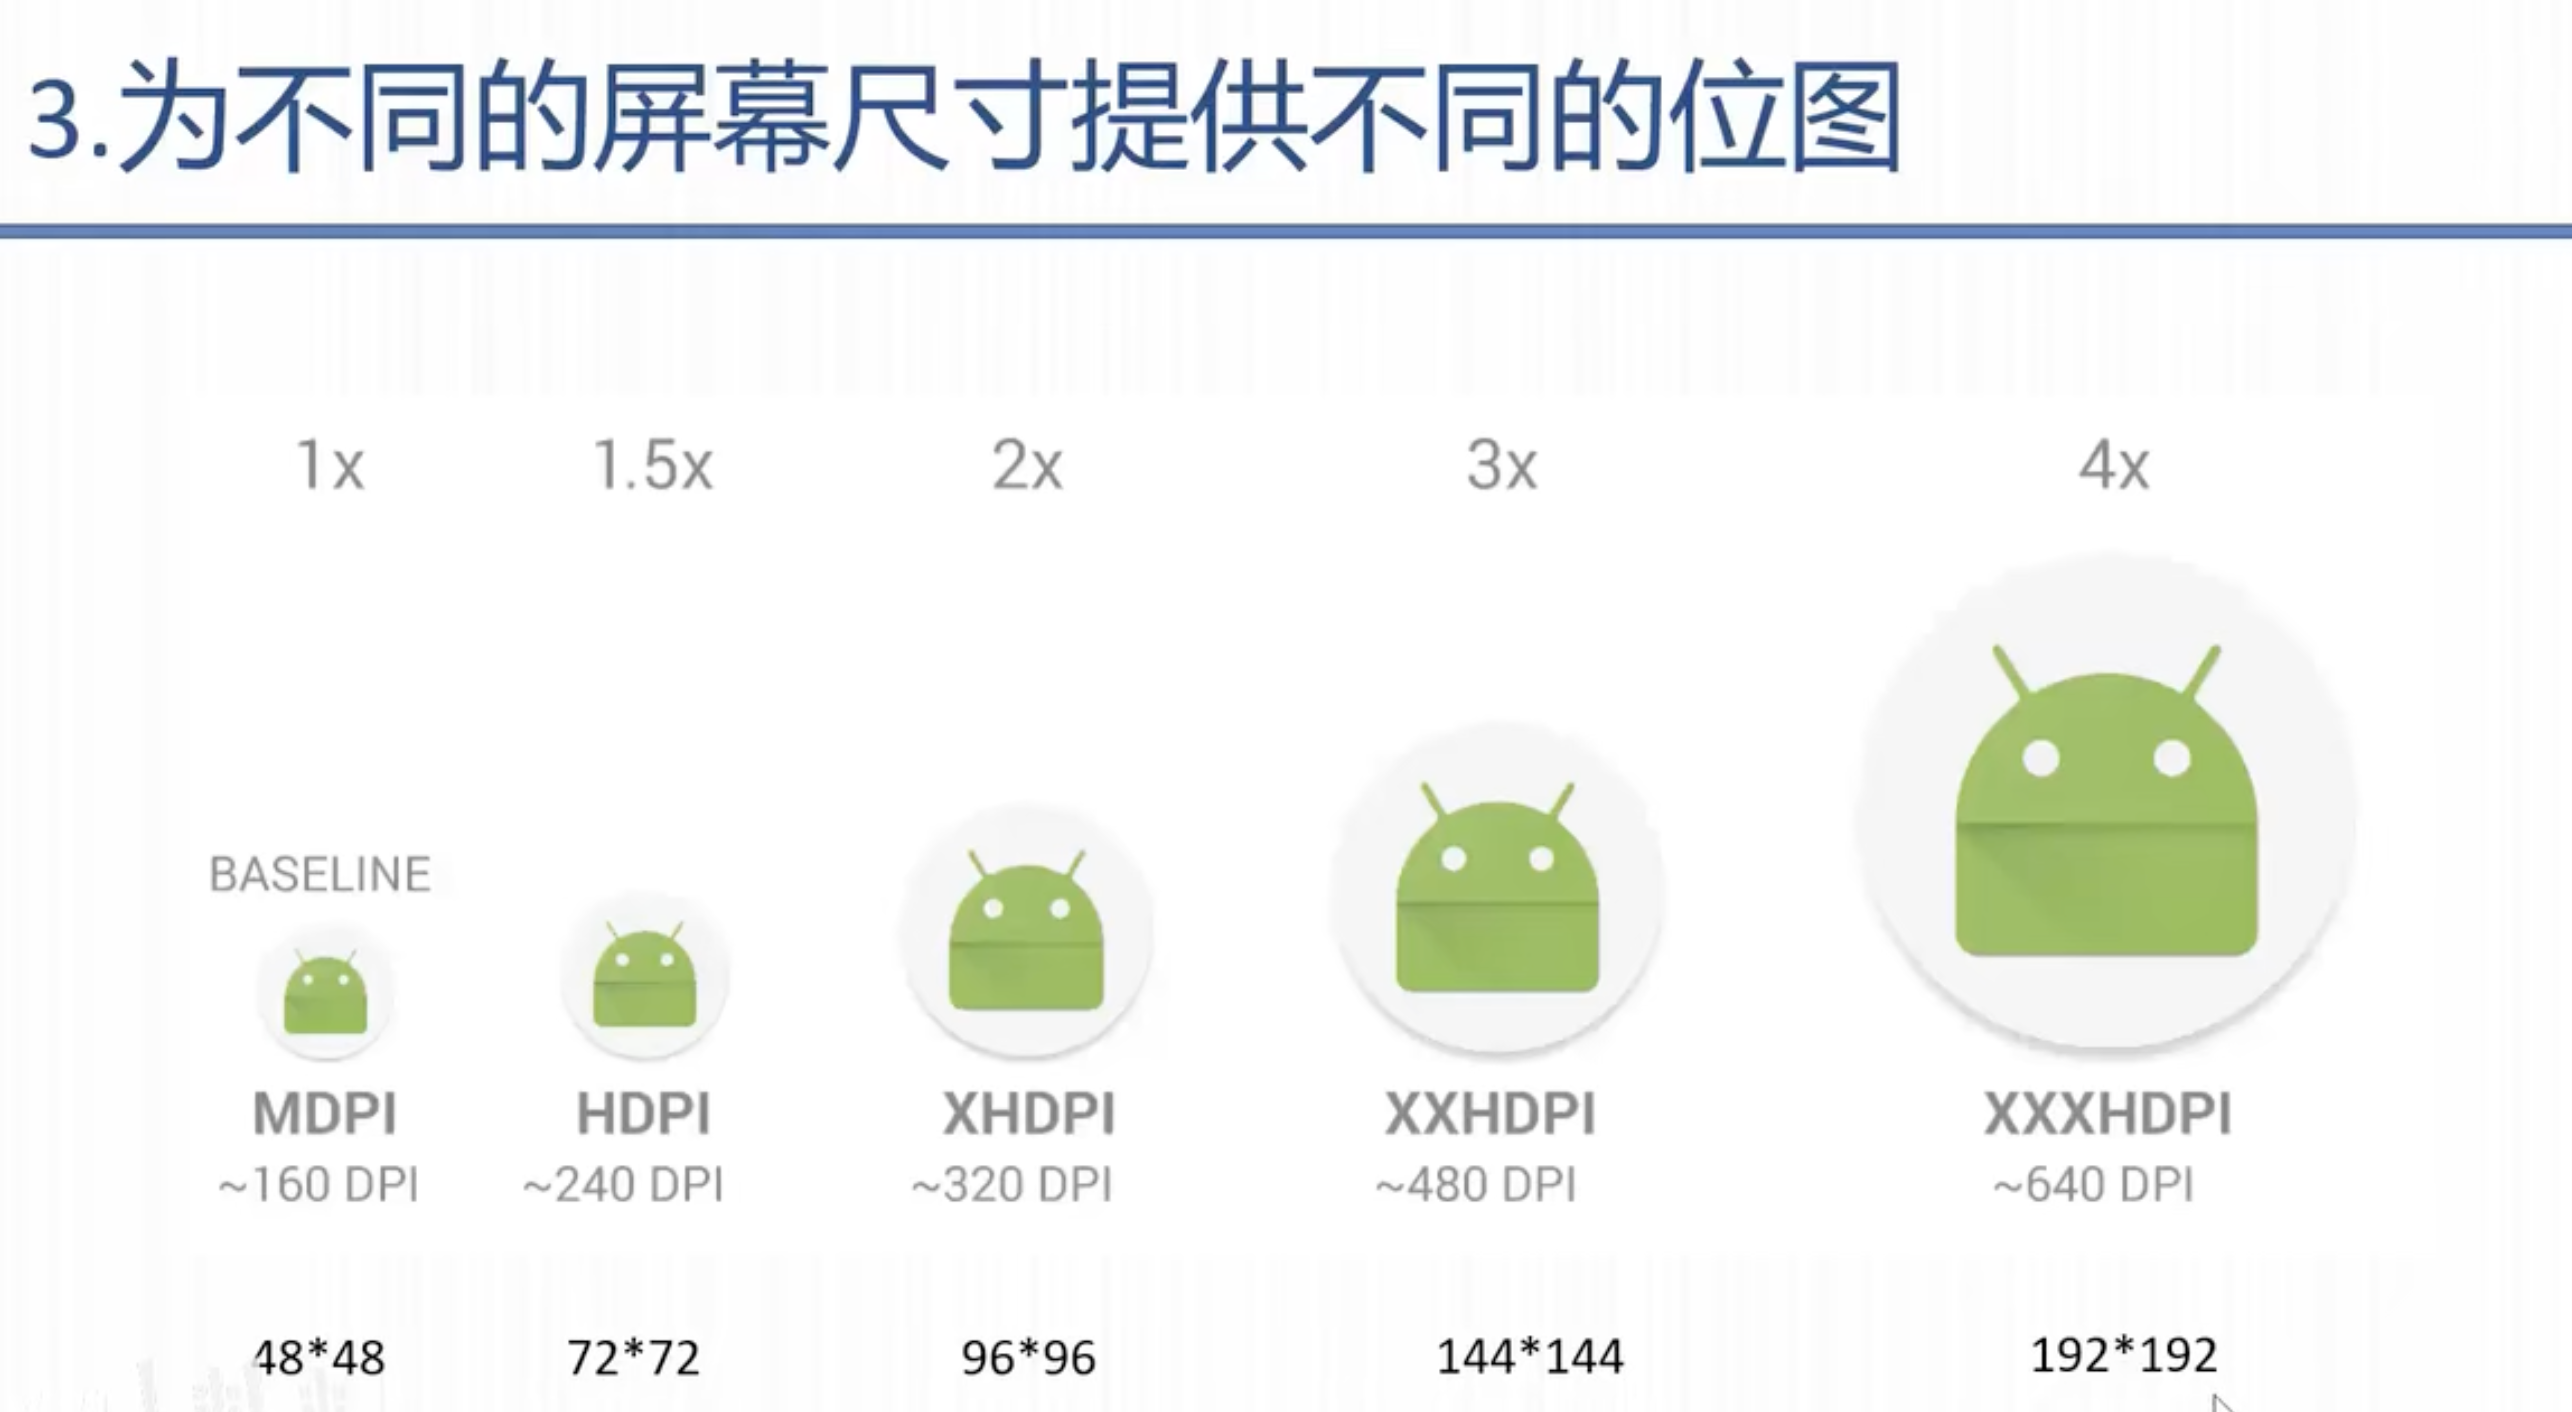 3.为不同的屏幕尺寸提供不同的位图
1x 1.5x 2x 3x 4x
BASELINE
MDPI HDPI XHDPI XXHDPI XXXHDPI
~160 DPI ~240 DPI ~320 DPI ~480 DPI ~640 DPI
48*48 72*72 96*96 144*144 192*192